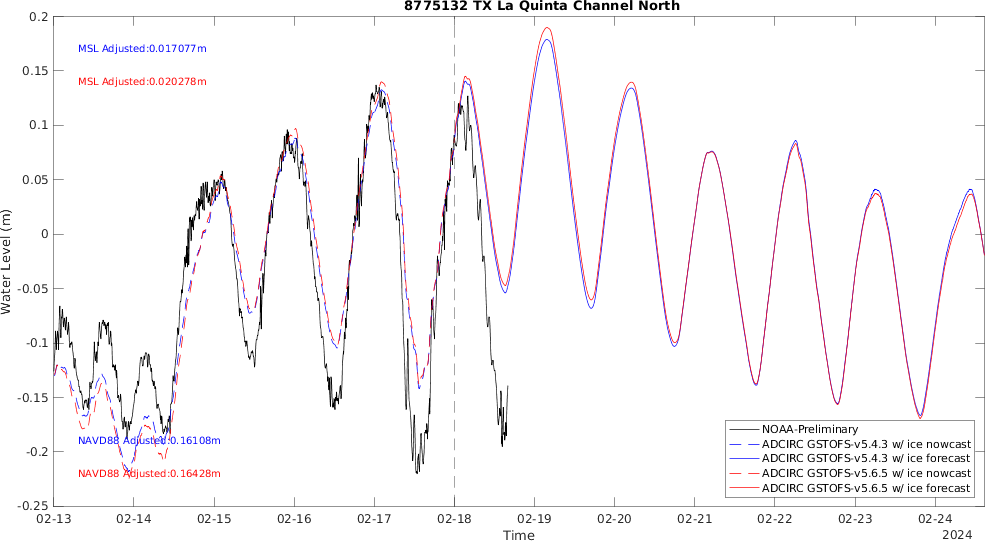 8775132 TX La Quinta Channel North
0.2
0.15
0.1
0.05
0
-0.05
-0.1
-0.15
-0.2
-0.25
Water Level (m)
MSL Adjusted:0.017077m
MSL Adjusted:0.020278m
NAVD88 Adjusted:0.16108m
NAVD88 Adjusted:0.16428m
NOAA-Preliminary
ADCIRC GSTOFS-v5.4.3 w/ ice nowcast
ADCIRC GSTOFS-v5.4.3 w/ ice forecast
ADCIRC GSTOFS-v5.6.5 w/ ice nowcast
ADCIRC GSTOFS-v5.6.5 w/ ice forecast
02-13 02-14 02-15 02-16 02-17 02-18 02-19 02-20 02-21 02-22 02-23 02-24
Time
2024